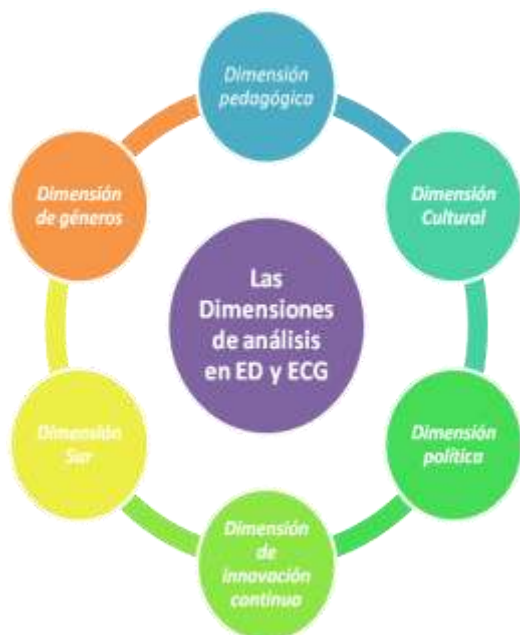 Dimensión
pedagógica
Dimensión
Cultural
Dimensión
política
Dimensión
de
innovación
continua
Dimensión
Sur
Dimensión
de géneros
Las
Dimensiones
de análisis
en ED y ECG